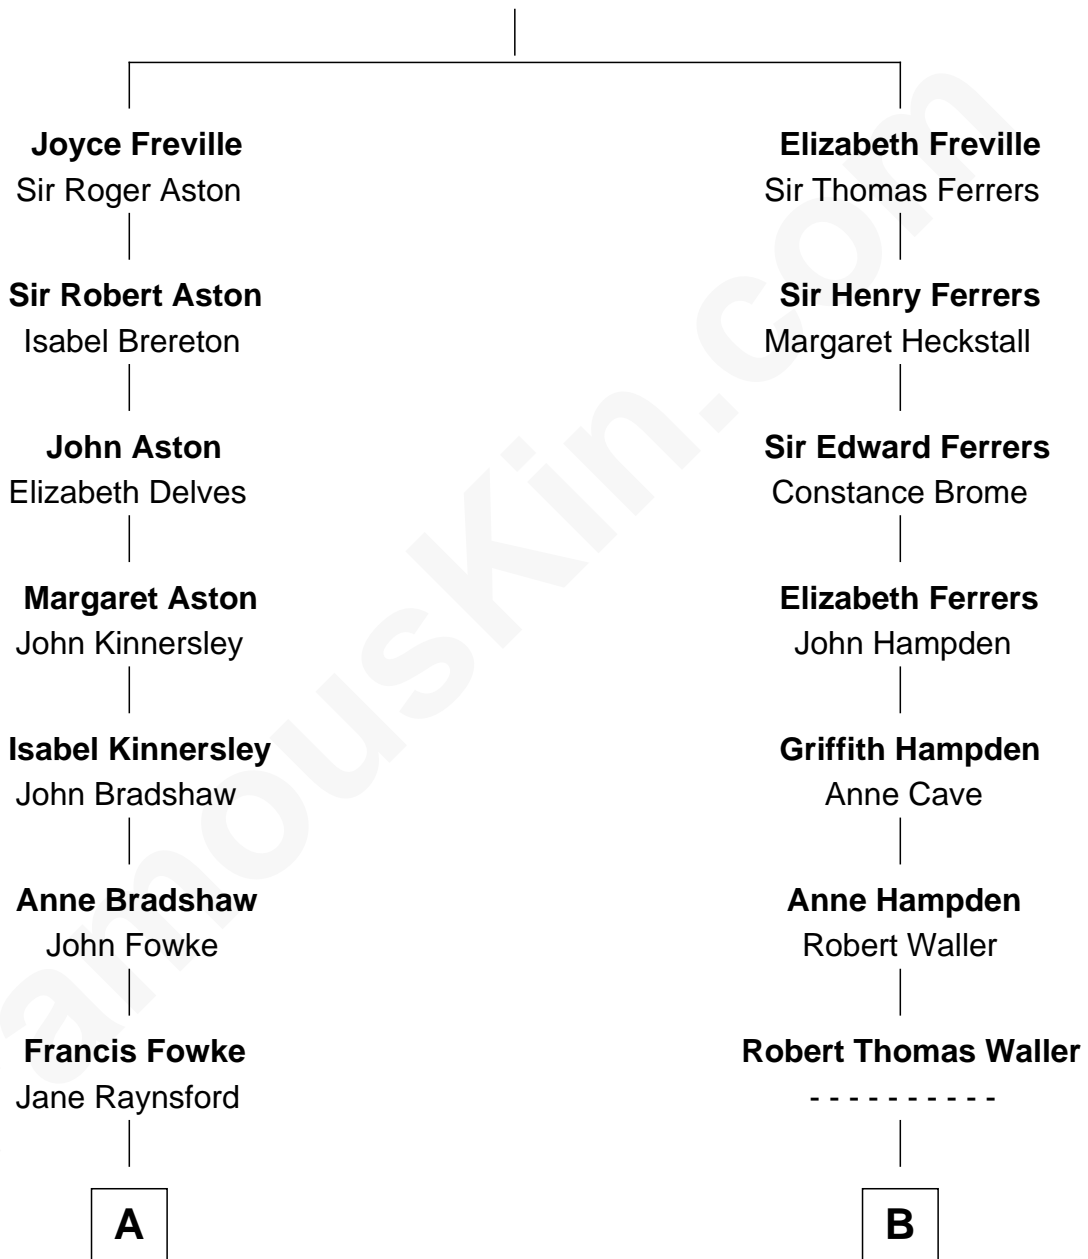 Joyce Freville
Sir Roger Aston
Sir Robert Aston
Isabel Brereton
John Aston
Elizabeth Delves
Margaret Aston
John Kinnersley
Isabel Kinnersley
John Bradshaw
Anne Bradshaw
John Fowke
Francis Fowke
Jane Raynsford
A
Elizabeth Freville
Sir Thomas Ferrers
Sir Henry Ferrers
Margaret Heckstall
Sir Edward Ferrers
Constance Brome
Elizabeth Ferrers
John Hampden
Griffith Hampden
Anne Cave
Anne Hampden
Robert Waller
Robert Thomas Waller
- - - - - - - - - -
B
amousKin.com